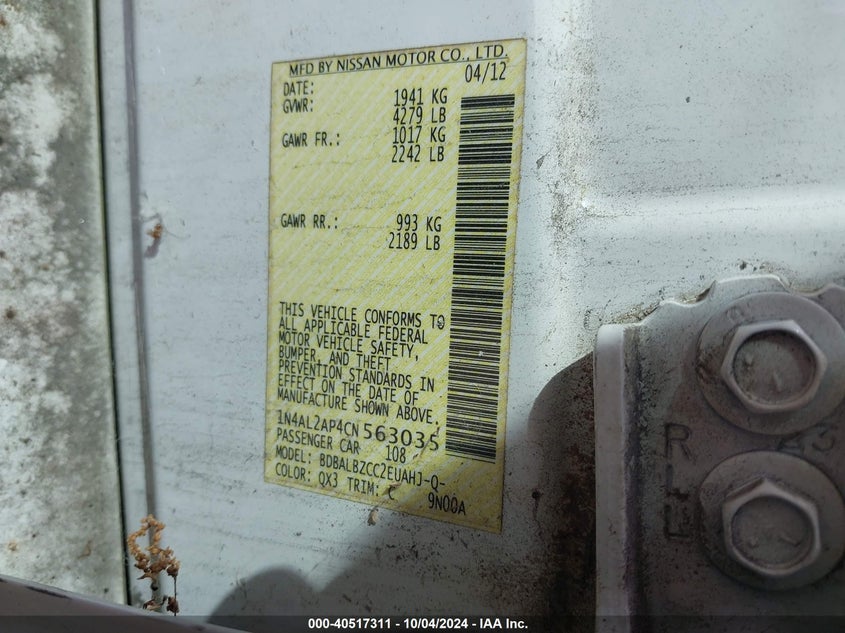 MFD BY NISSAN MOTOR CO., LTD.
DATE: 04/12
GVWR: 1941 KG
4279 LB
GAWR FR.: 1017 KG
2242 LB
GAWR RR.: 993 KG
2189 LB
THIS VEHICLE CONFORMS TO
ALL APPLICABLE FEDERAL
MOTOR VEHICLE SAFETY,
BUMPER, AND THEFT
PREVENTION STANDARDS IN
EFFECT ON THE DATE OF
MANUFACTURE SHOWN ABOVE.
1N4AL2AP4CN 563035
PASSENGER CAR 108
MODEL: BDBALBZCC2EUAHJ-Q-
COLOR: QX3 TRIM: C 9N00A
R 23
L
000-40517311 - 10/04/2024 - IAA Inc.